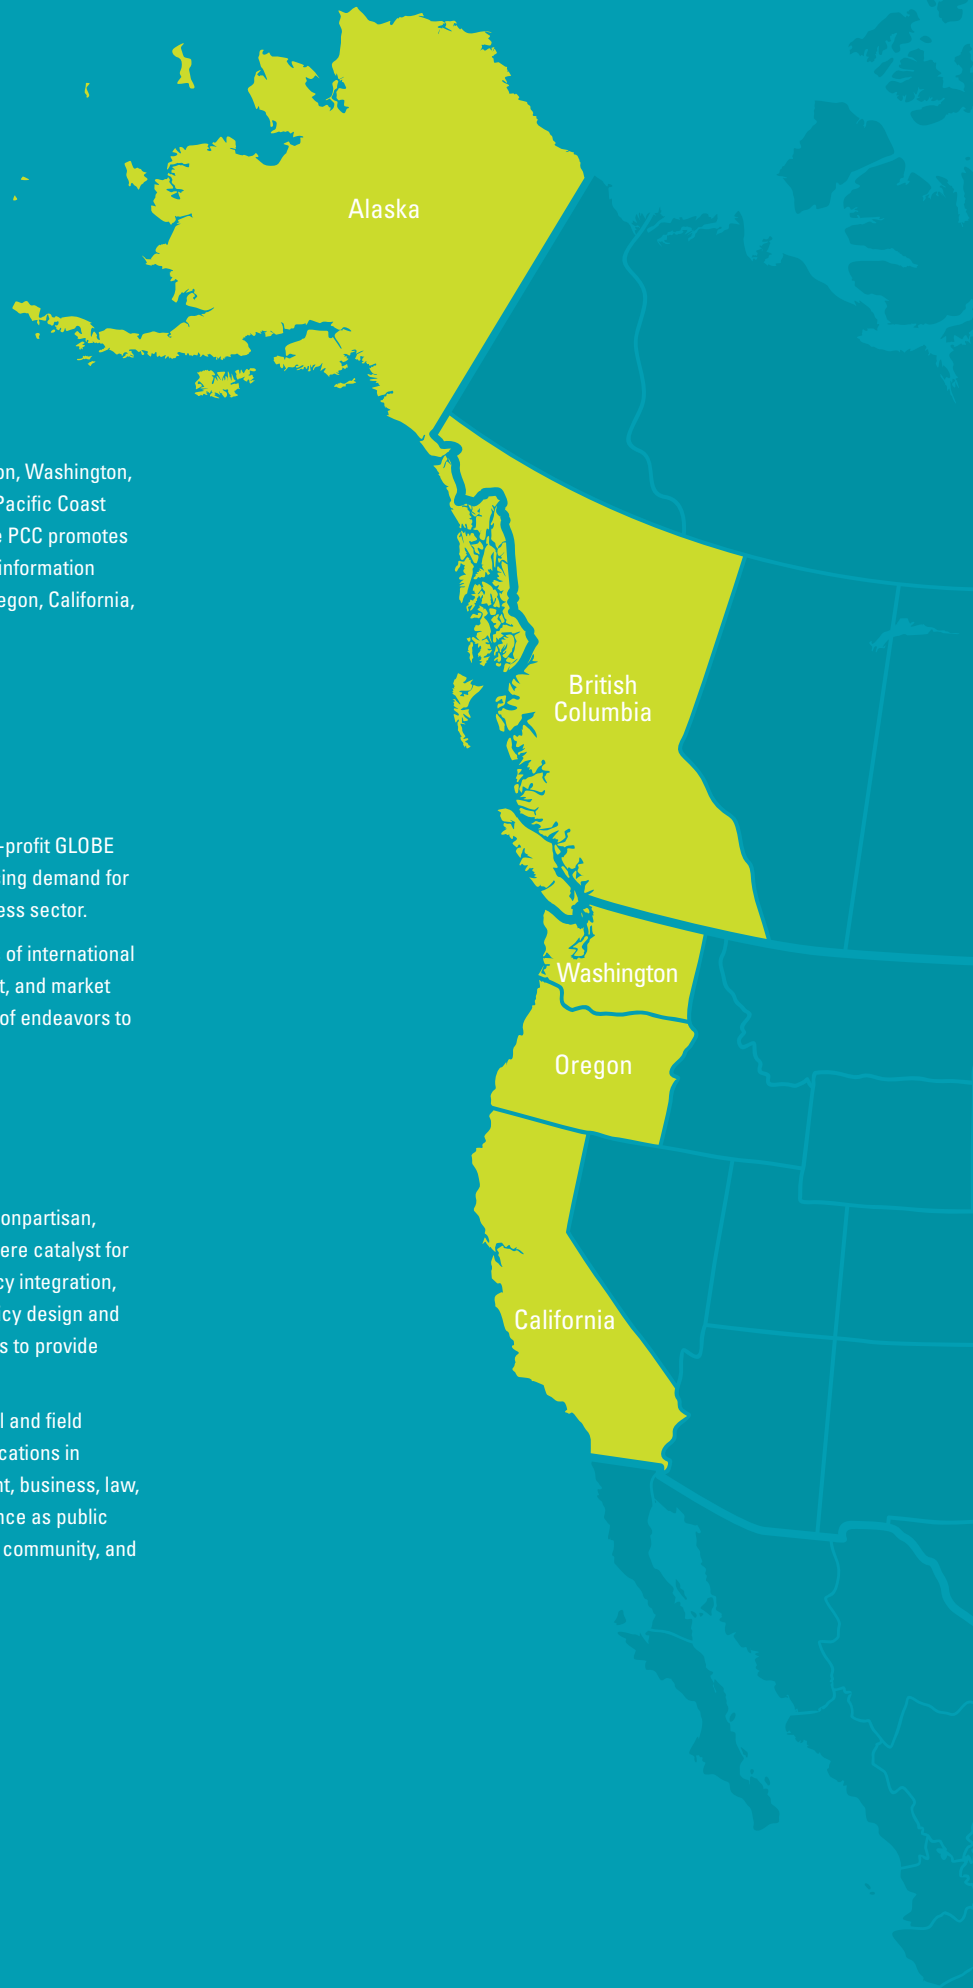 Alaska
on, Washington,
Pacific Coast
e PCC promotes
information
egon, California,
British
Columbia
-profit GLOBE
sing demand for
ess sector.
of international
t, and market
of endeavors to
Washington
Oregon
onpartisan,
ere catalyst for
cy integration,
icy design and
s to provide
California
l and field
cations in
nt, business, law,
nce as public
community, and